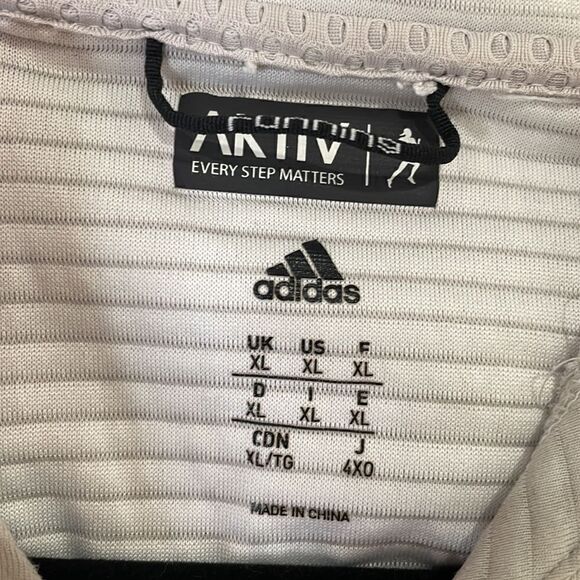 running
AKTIV
EVERY STEP MATTERS
adidas
UK US F
XL XL XL
D I E
XL XL XL
CDN J
XL/TG 4XO
MADE IN CHINA